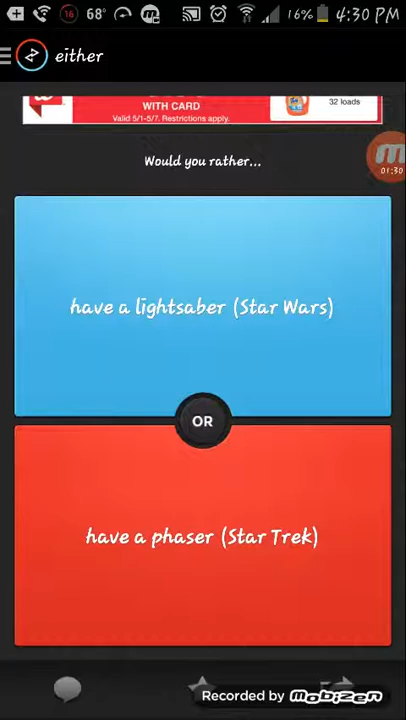 16 68° 16% 4:30 PM
either
WITH CARD
32 loads
Valid 5/1-5/7. Restrictions apply.
Would you rather...
01:30
have a lightsaber (Star Wars)
OR
have a phaser (Star Trek)
Recorded by Mobizen